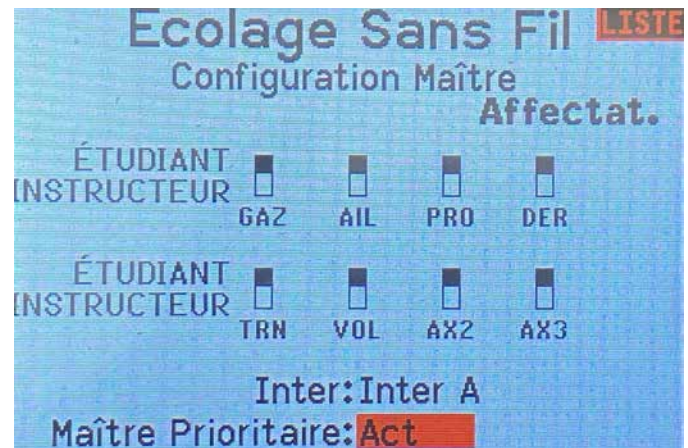 Ecolage Sans Fil LISTE
Configuration Maître
Affectat.
ÉTUDIANT
INSTRUCTEUR
GAZ AIL PRO DER
ÉTUDIANT
INSTRUCTEUR
TRN VOL AX2 AX3
Inter:Inter A
Maître Prioritaire:Act